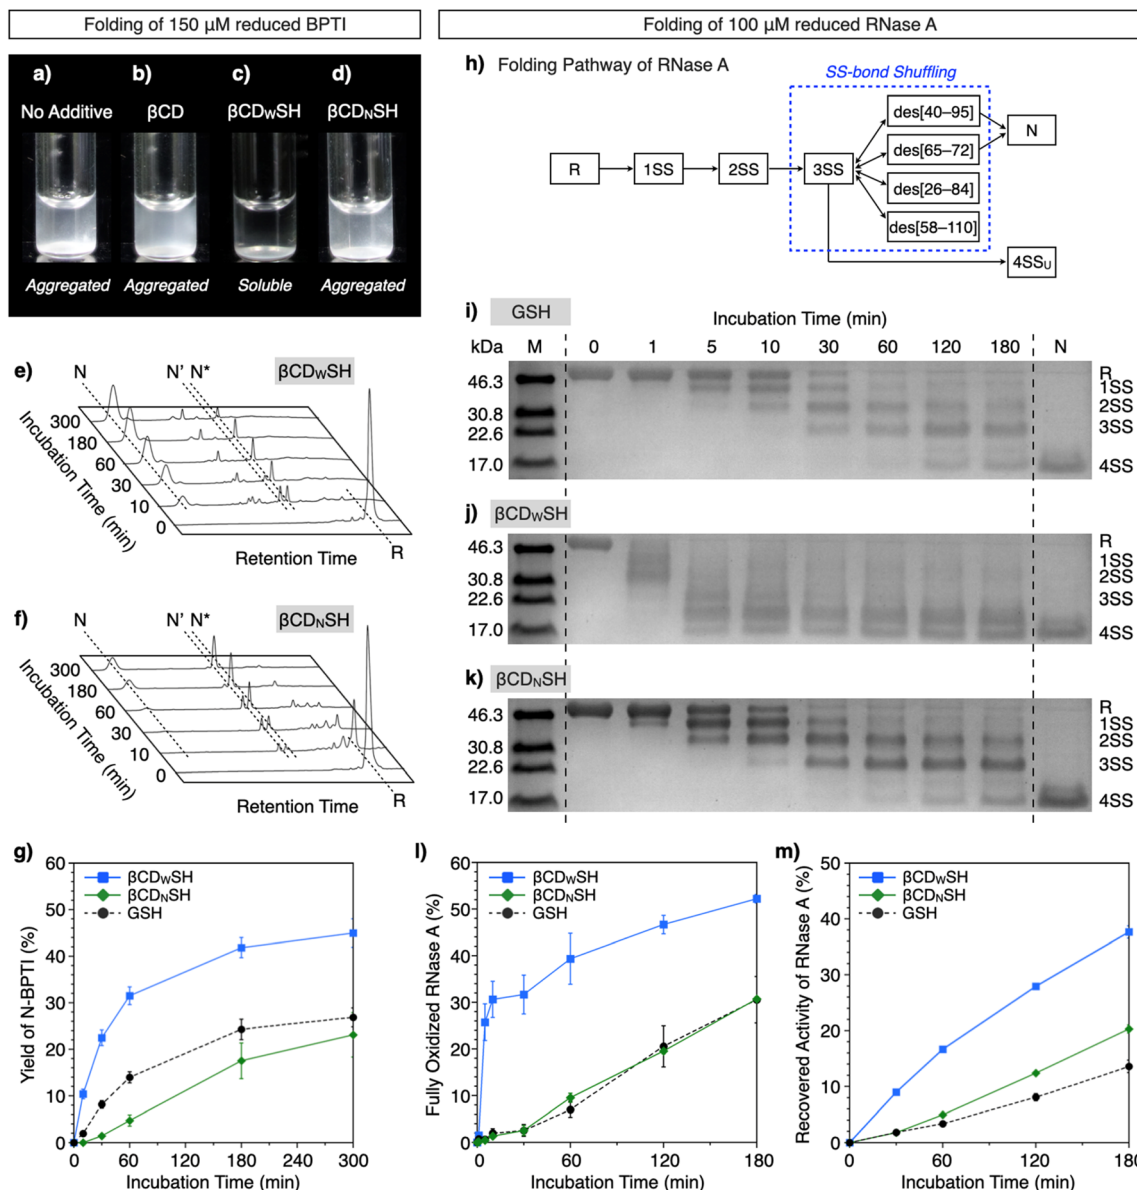 Folding of 150 µM reduced BPTI
Folding of 100 µM reduced RNase A
a)
b)
c)
d)
No Additive
βCD
βCDWSH
βCDNSH
Aggregated
Aggregated
Soluble
Aggregated
h) Folding Pathway of RNase A
SS-bond Shuffling
R
1SS
2SS
3SS
des[40–95]
des[65–72]
des[26–84]
des[58–110]
N
4SSU
e)
N
N'
N*
βCDWSH
300
180
60
30
10
0
Incubation Time (min)
Retention Time
R
f)
N
N'
N*
βCDNSH
300
180
60
30
10
0
Incubation Time (min)
Retention Time
R
i) GSH
Incubation Time (min)
kDa M 0 1 5 10 30 60 120 180 N
46.3
30.8
22.6
17.0
R
1SS
2SS
3SS
4SS
j) βCDWSH
46.3
30.8
22.6
17.0
R
1SS
2SS
3SS
4SS
k) βCDNSH
46.3
30.8
22.6
17.0
R
1SS
2SS
3SS
4SS
g)
Yield of N-BPTI (%)
60
50
40
30
20
10
0
βCDWSH
βCDNSH
GSH
0 60 120 180 240 300
Incubation Time (min)
l)
Fully Oxidized RNase A (%)
60
50
40
30
20
10
0
βCDWSH
βCDNSH
GSH
0 60 120 180
Incubation Time (min)
m)
Recovered Activity of RNase A (%)
50
40
30
20
10
0
βCDWSH
βCDNSH
GSH
0 60 120 180
Incubation Time (min)